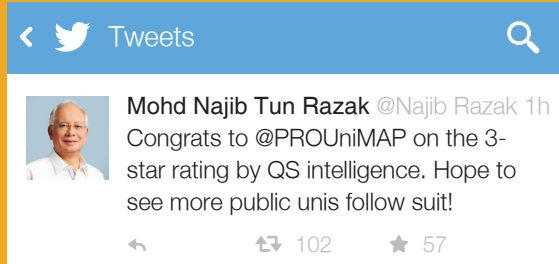 Tweets
Mohd Najib Tun Razak @Najib Razak 1h
Congrats to @PROUniMAP on the 3-
star rating by QS intelligence. Hope to
see more public unis follow suit!
102 57